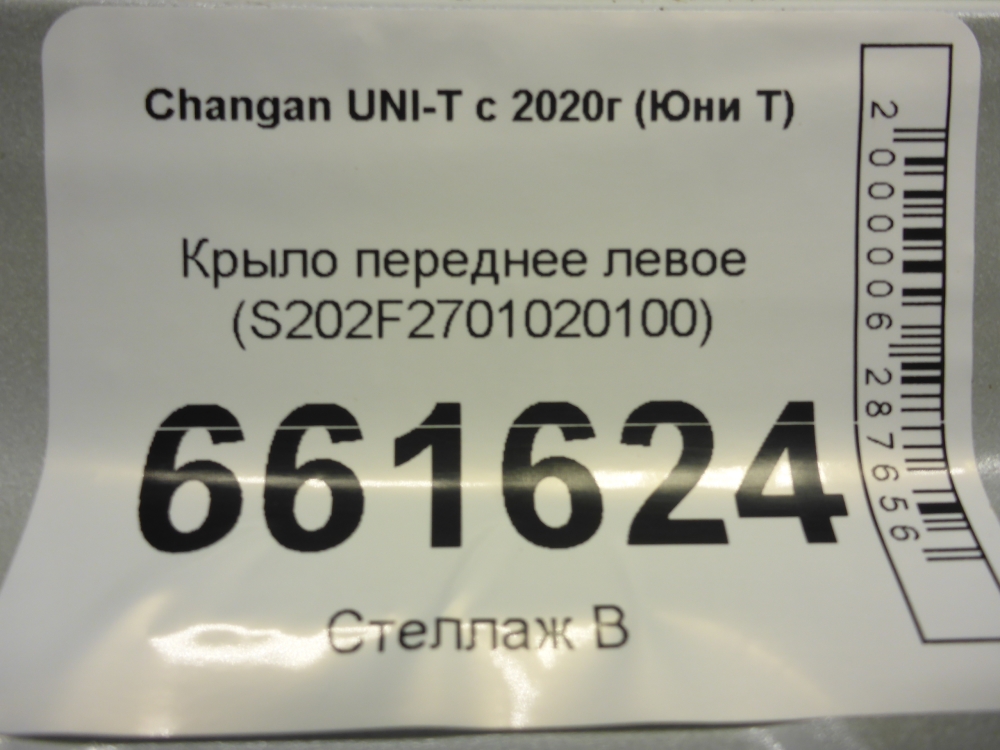 Changan UNI-T с 2020г (Юни Т)
Крыло переднее левое
(S202F2701020100)
661624
Стеллаж В
2000006287656